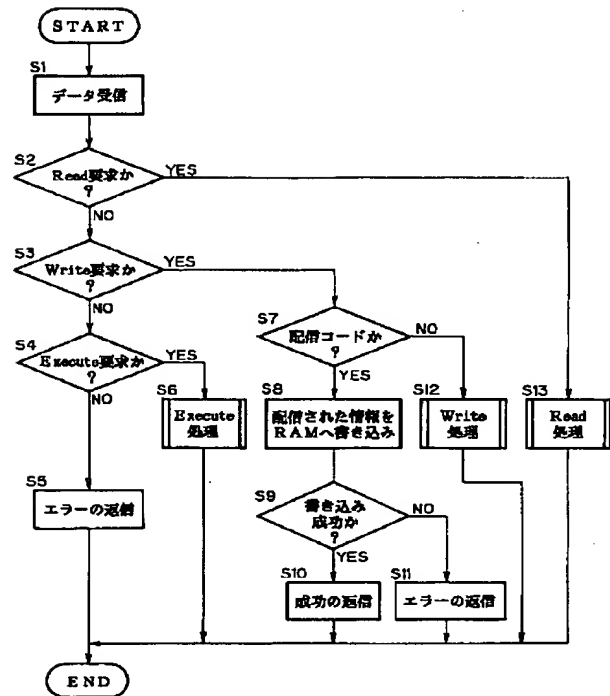 START
S1
データ受信
S2
Read要求か
?
YES
NO
S3
Write要求か
?
YES
NO
S4
Execute要求か
?
YES
NO
S5
エラーの返信
S6
Execute
処理
S7
配信コードか
?
NO
YES
S8
配信された情報を
RAMへ書き込み
S9
書き込み
成功か
?
NO
YES
S10
成功の返信
S11
エラーの返信
S12
Write
処理
S13
Read
処理
END